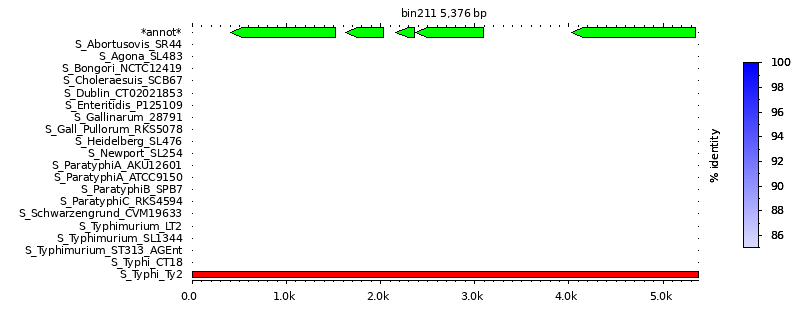 bin211 5,376 bp
*annot*
S_Abortusovis_SR44
S_Agona_SL483
S_Bongori_NCTC12419
S_Choleraesuis_SCB67
S_Dublin_CT02021853
S_Enteritidis_P125109
S_Gallinarum_28791
S_Gall_Pullorum_RKS5078
S_Heidelberg_SL476
S_Newport_SL254
S_ParatyphiA_AKU12601
S_ParatyphiA_ATCC9150
S_ParatyphiB_SPB7
S_ParatyphiC_RKS4594
S_Schwarzengrund_CVM19633
S_Typhimurium_LT2
S_Typhimurium_SL1344
S_Typhimurium_ST313_AGEnt
S_Typhi_CT18
S_Typhi_Ty2
0.0 1.0k 2.0k 3.0k 4.0k 5.0k
% identity
100
98
96
94
92
90
88
86